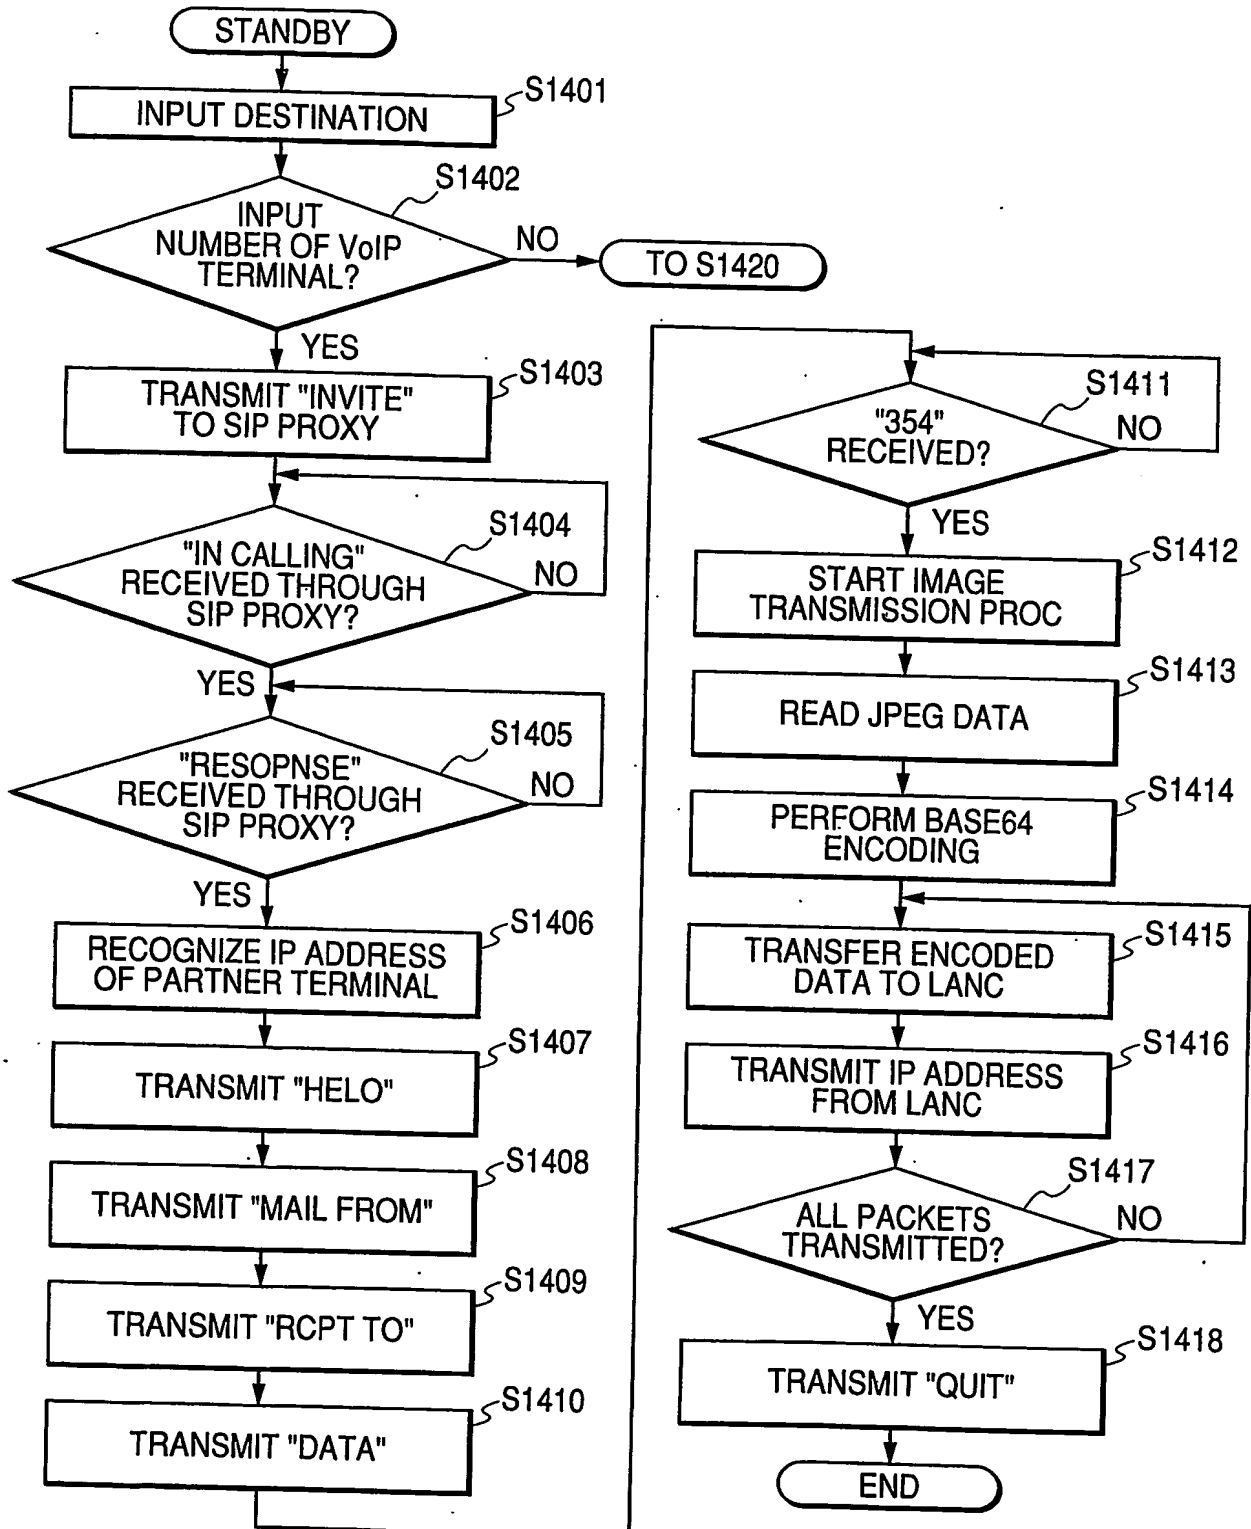 STANDBY
INPUT DESTINATION
S1401
S1402
INPUT
NUMBER OF VoIP
TERMINAL?
NO
TO S1420
YES
S1403
TRANSMIT "INVITE"
TO SIP PROXY
S1404
"IN CALLING"
RECEIVED THROUGH
SIP PROXY?
NO
YES
S1405
"RESOPNSE"
RECEIVED THROUGH
SIP PROXY?
NO
YES
S1406
RECOGNIZE IP ADDRESS
OF PARTNER TERMINAL
S1407
TRANSMIT "HELO"
S1408
TRANSMIT "MAIL FROM"
S1409
TRANSMIT "RCPT TO"
S1410
TRANSMIT "DATA"
S1411
"354"
RECEIVED?
NO
YES
S1412
START IMAGE
TRANSMISSION PROC
S1413
READ JPEG DATA
S1414
PERFORM BASE64
ENCODING
S1415
TRANSFER ENCODED
DATA TO LANC
S1416
TRANSMIT IP ADDRESS
FROM LANC
S1417
ALL PACKETS
TRANSMITTED?
NO
YES
S1418
TRANSMIT "QUIT"
END